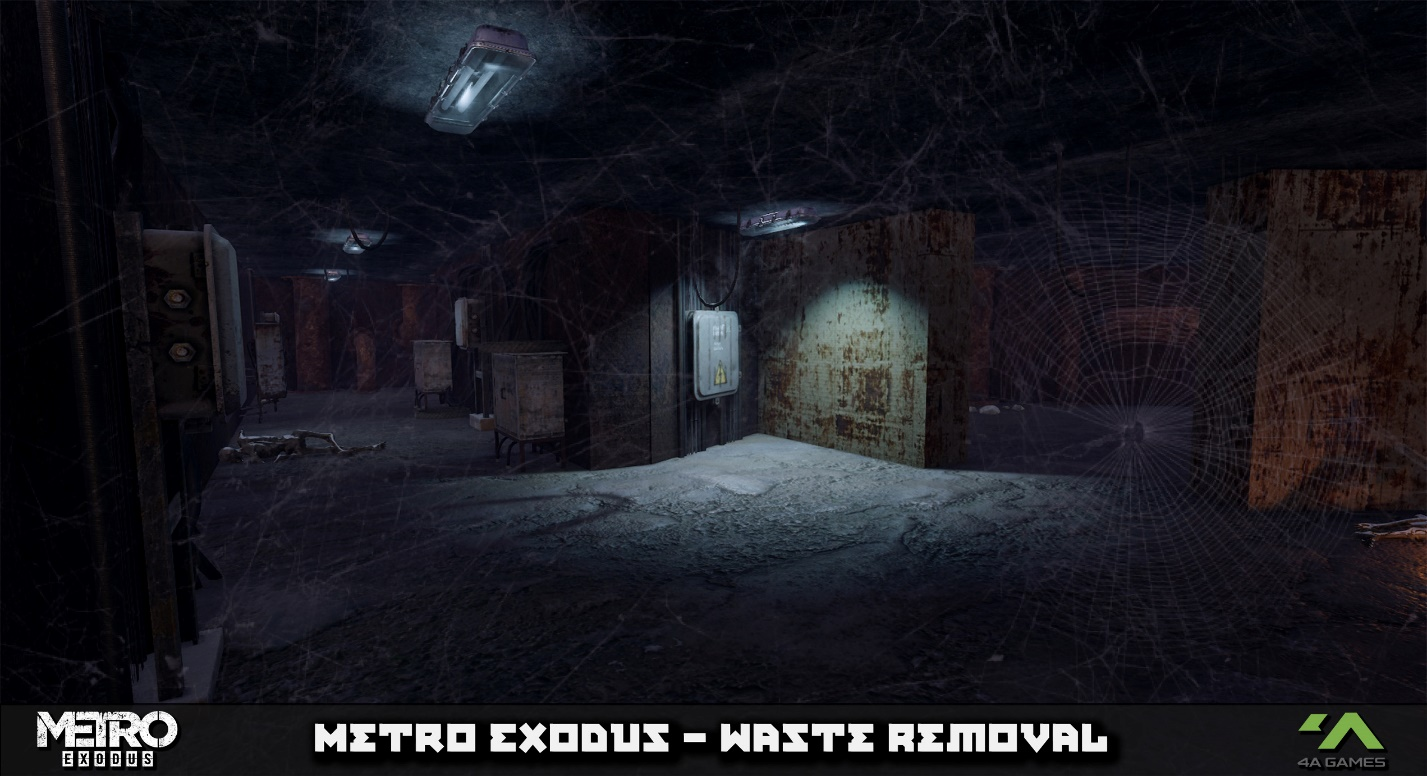 METRO
EXODUS
METRO EXODUS - WASTE REMOVAL
4A GAMES